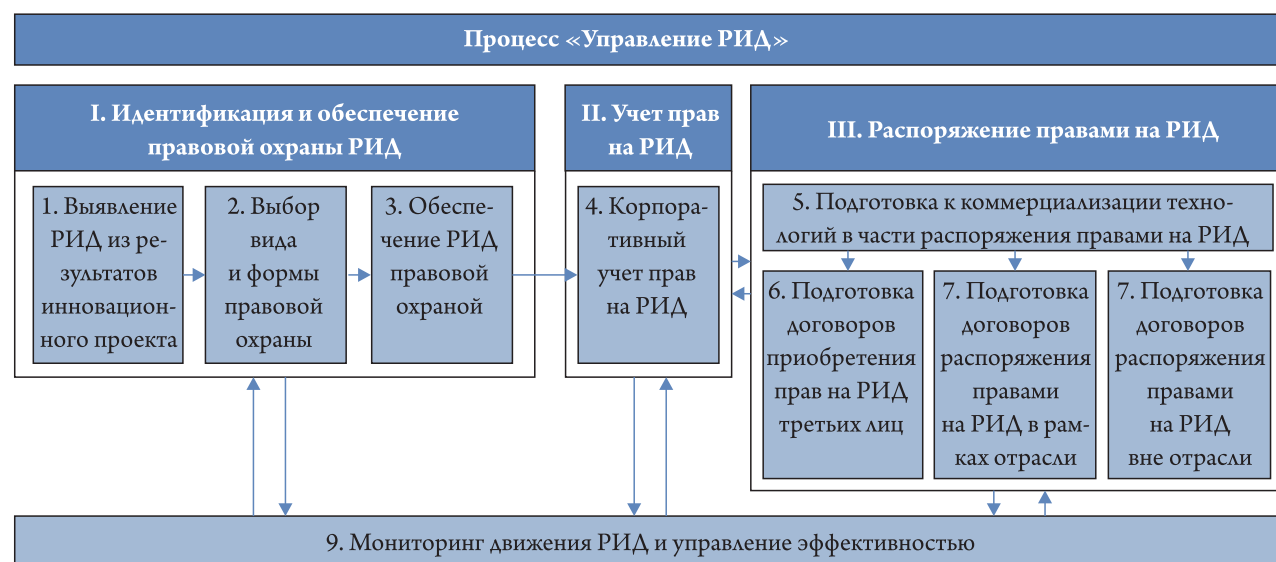 Процесс «Управление РИД»
I. Идентификация и обеспечение
правовой охраны РИД
1. Выявление
РИД из ре-
зультатов
инновацион-
ного проекта
2. Выбор
вида
и формы
правовой
охраны
3. Обеспе-
чение РИД
правовой
охраной
II. Учет прав
на РИД
4. Корпора-
тивный
учет прав
на РИД
III. Распоряжение правами на РИД
5. Подготовка к коммерциализации техно-
логий в части распоряжения правами на РИД
6. Подготовка
договоров
приобретения
прав на РИД
третьих лиц
7. Подготовка
договоров
распоряжения
правами
на РИД в рам-
ках отрасли
7. Подготовка
договоров
распоряжения
правами
на РИД
вне отрасли
9. Мониторинг движения РИД и управление эффективностью